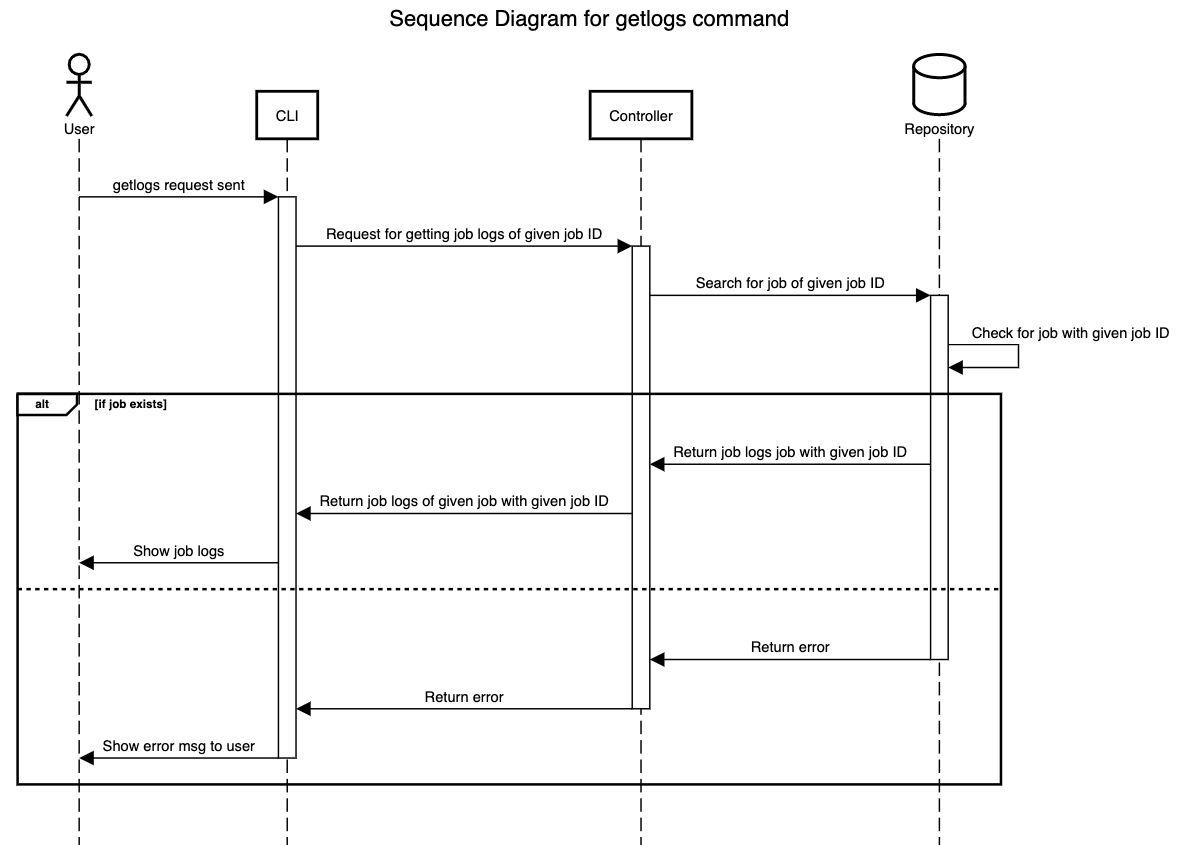 Sequence Diagram for getlogs command
User
CLI
Controller
Repository
getlogs request sent
Request for getting job logs of given job ID
Search for job of given job ID
Check for job with given job ID
alt
[if job exists]
Return job logs job with given job ID
Return job logs of given job with given job ID
Show job logs
Return error
Return error
Show error msg to user